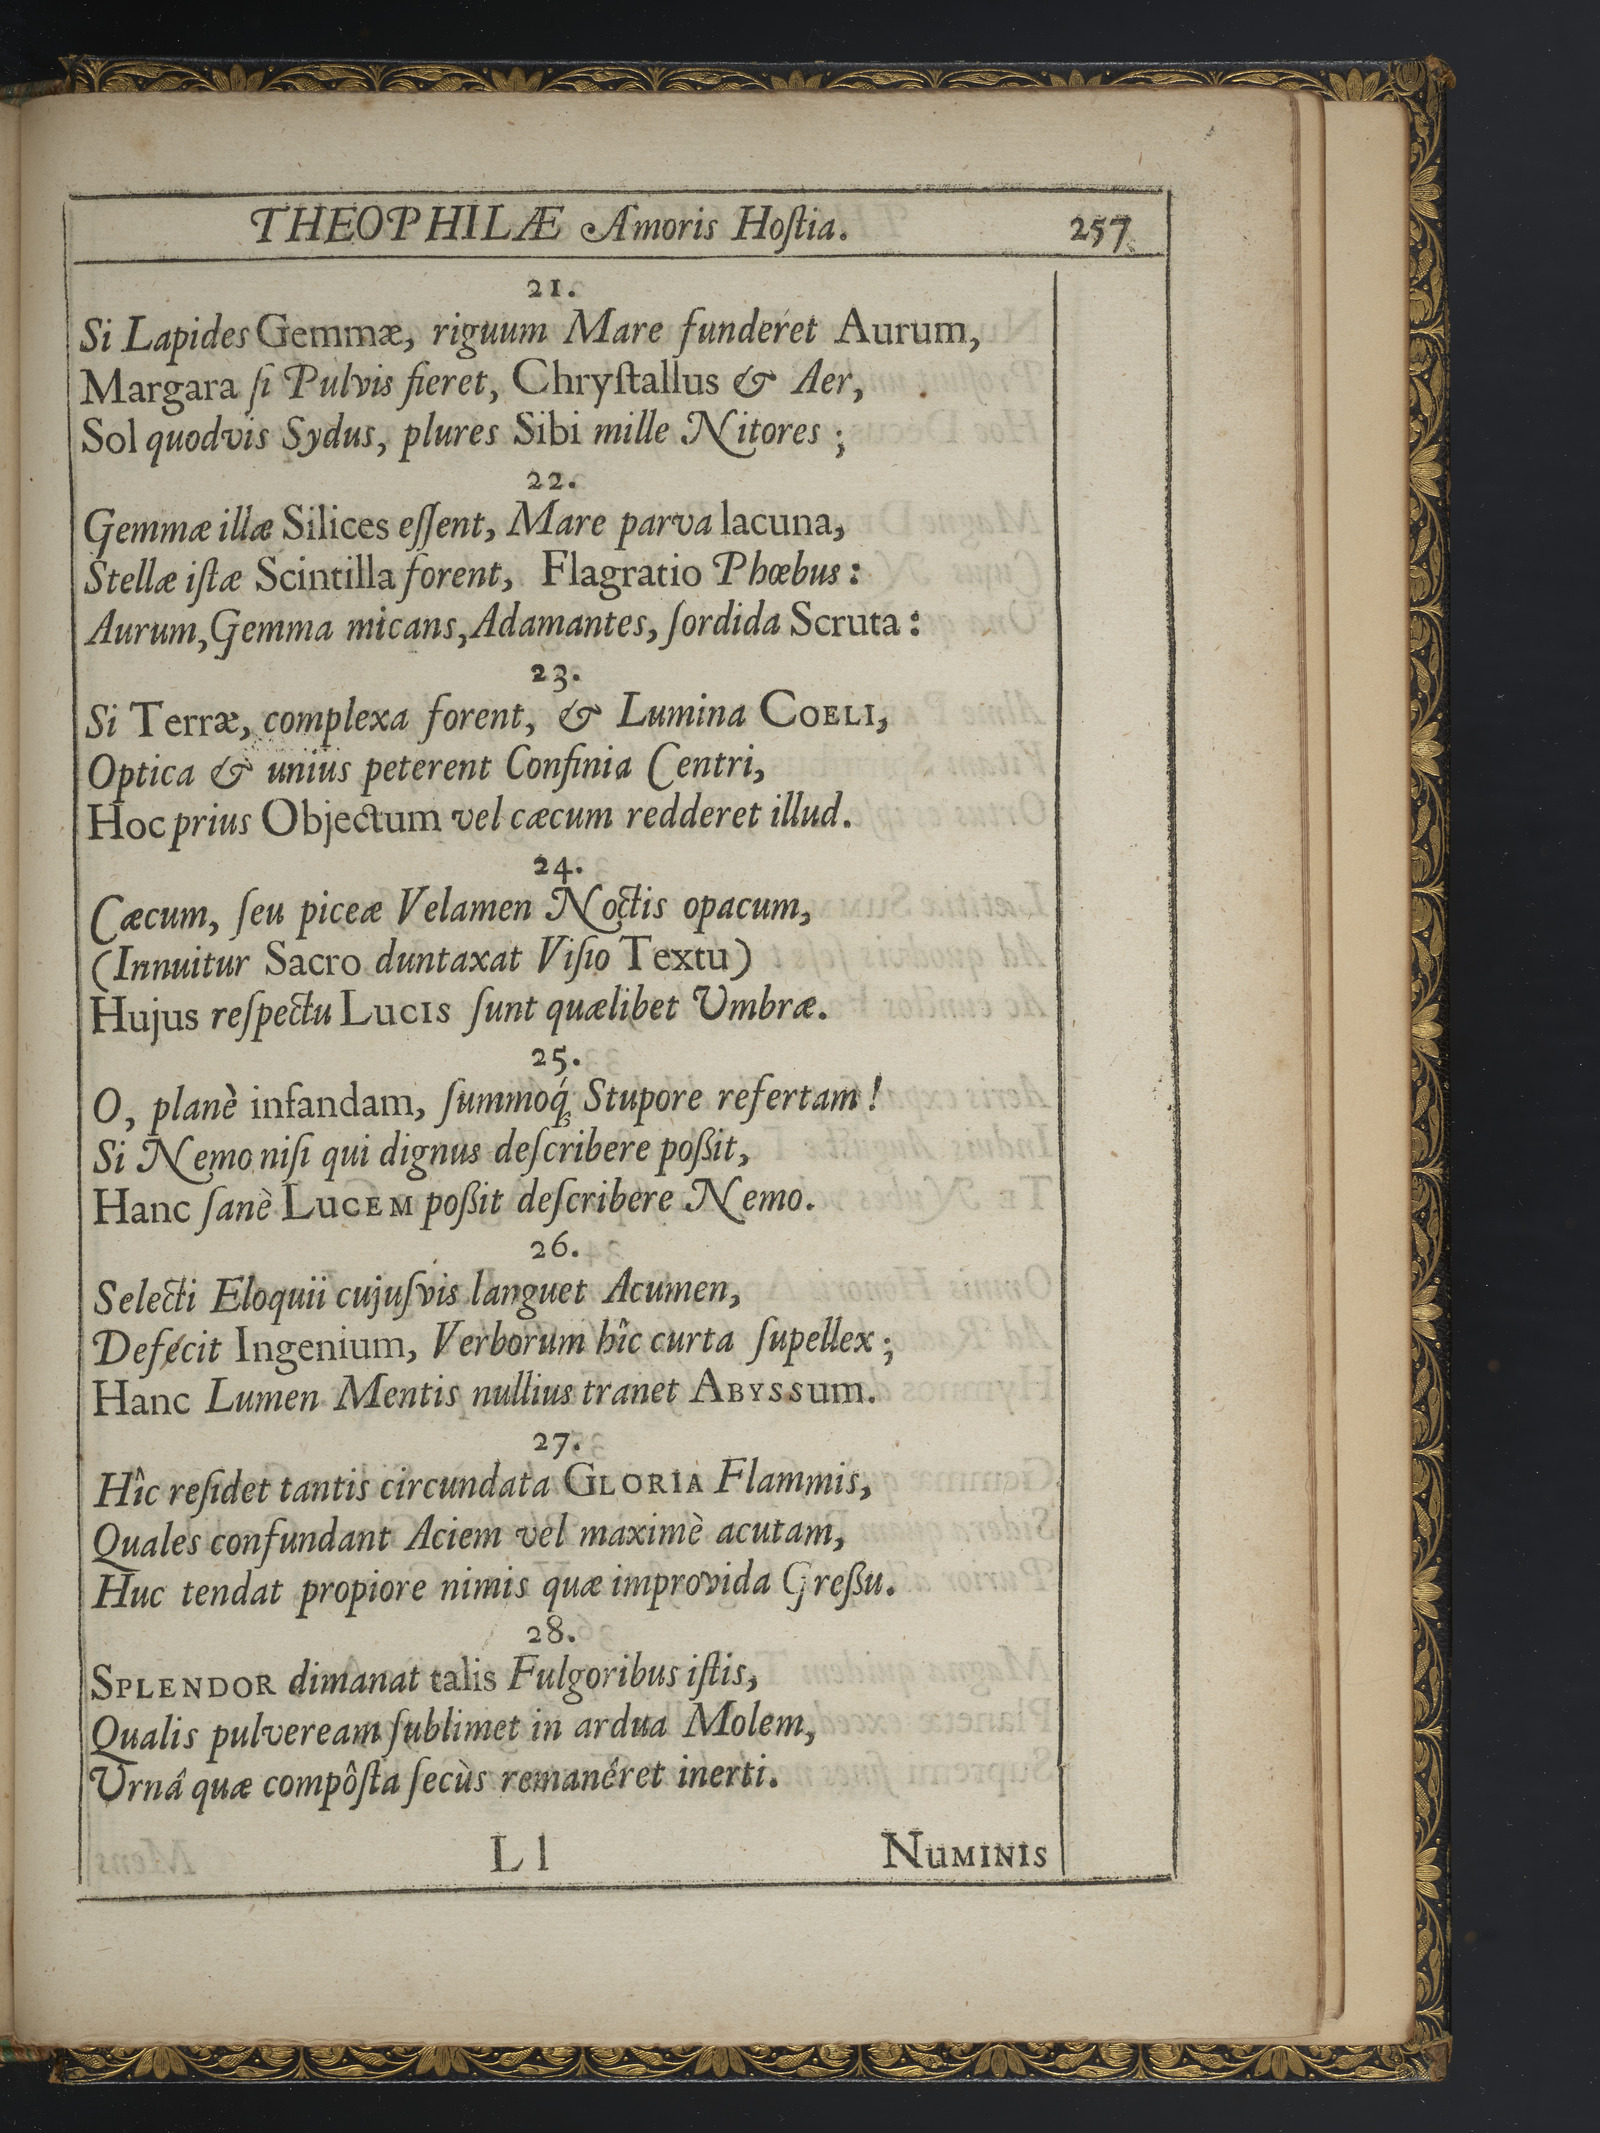 THEOPHILÆ Amoris Hoſtia. 257
21.
Si Lapides Gemmæ, riguum Mare funderet Aurum,
Margara ſi Pulvis fieret, Chryſtallus & Aer,
Sol quodvis Sydus, plures Sibi mille Nitores ;
22.
Gemmæ illæ Silices eſſent, Mare parva lacuna,
Stellæ iſtæ Scintilla forent, Flagratio Phœbus :
Aurum, Gemma micans, Adamantes, ſordida Scruta :
23.
Si Terræ, complexa forent, & Lumina COELI,
Optica & unius peterent Confinia Centri,
Hoc prius Objectum vel cæcum redderet illud.
24.
Cæcum, ſeu piceæ Velamen Noctis opacum,
(Innuitur Sacro duntaxat Viſio Textu)
Hujus reſpectu LUCIS ſunt quælibet Umbræ.
25.
O, planè infandam, ſummoq́; Stupore refertam !
Si Nemo niſi qui dignus deſcribere poßit,
Hanc ſanè LUCEM poßit deſcribere Nemo.
26.
Selecti Eloquii cujuſvis languet Acumen,
Defécit Ingenium, Verborum hîc curta ſupellex ;
Hanc Lumen Mentis nullius tranet ABYSSum.
27.
Hîc reſidet tantis circundata GLORIA Flammis,
Quales confundant Aciem vel maximè acutam,
Huc tendat propiore nimis quæ improvida Greßu.
28.
SPLENDOR dimanat talis Fulgoribus iſtis,
Qualis pulveream ſublimet in ardua Molem,
Urnâ quæ compôſta ſecùs remanêret inerti.
L l NUMINIS